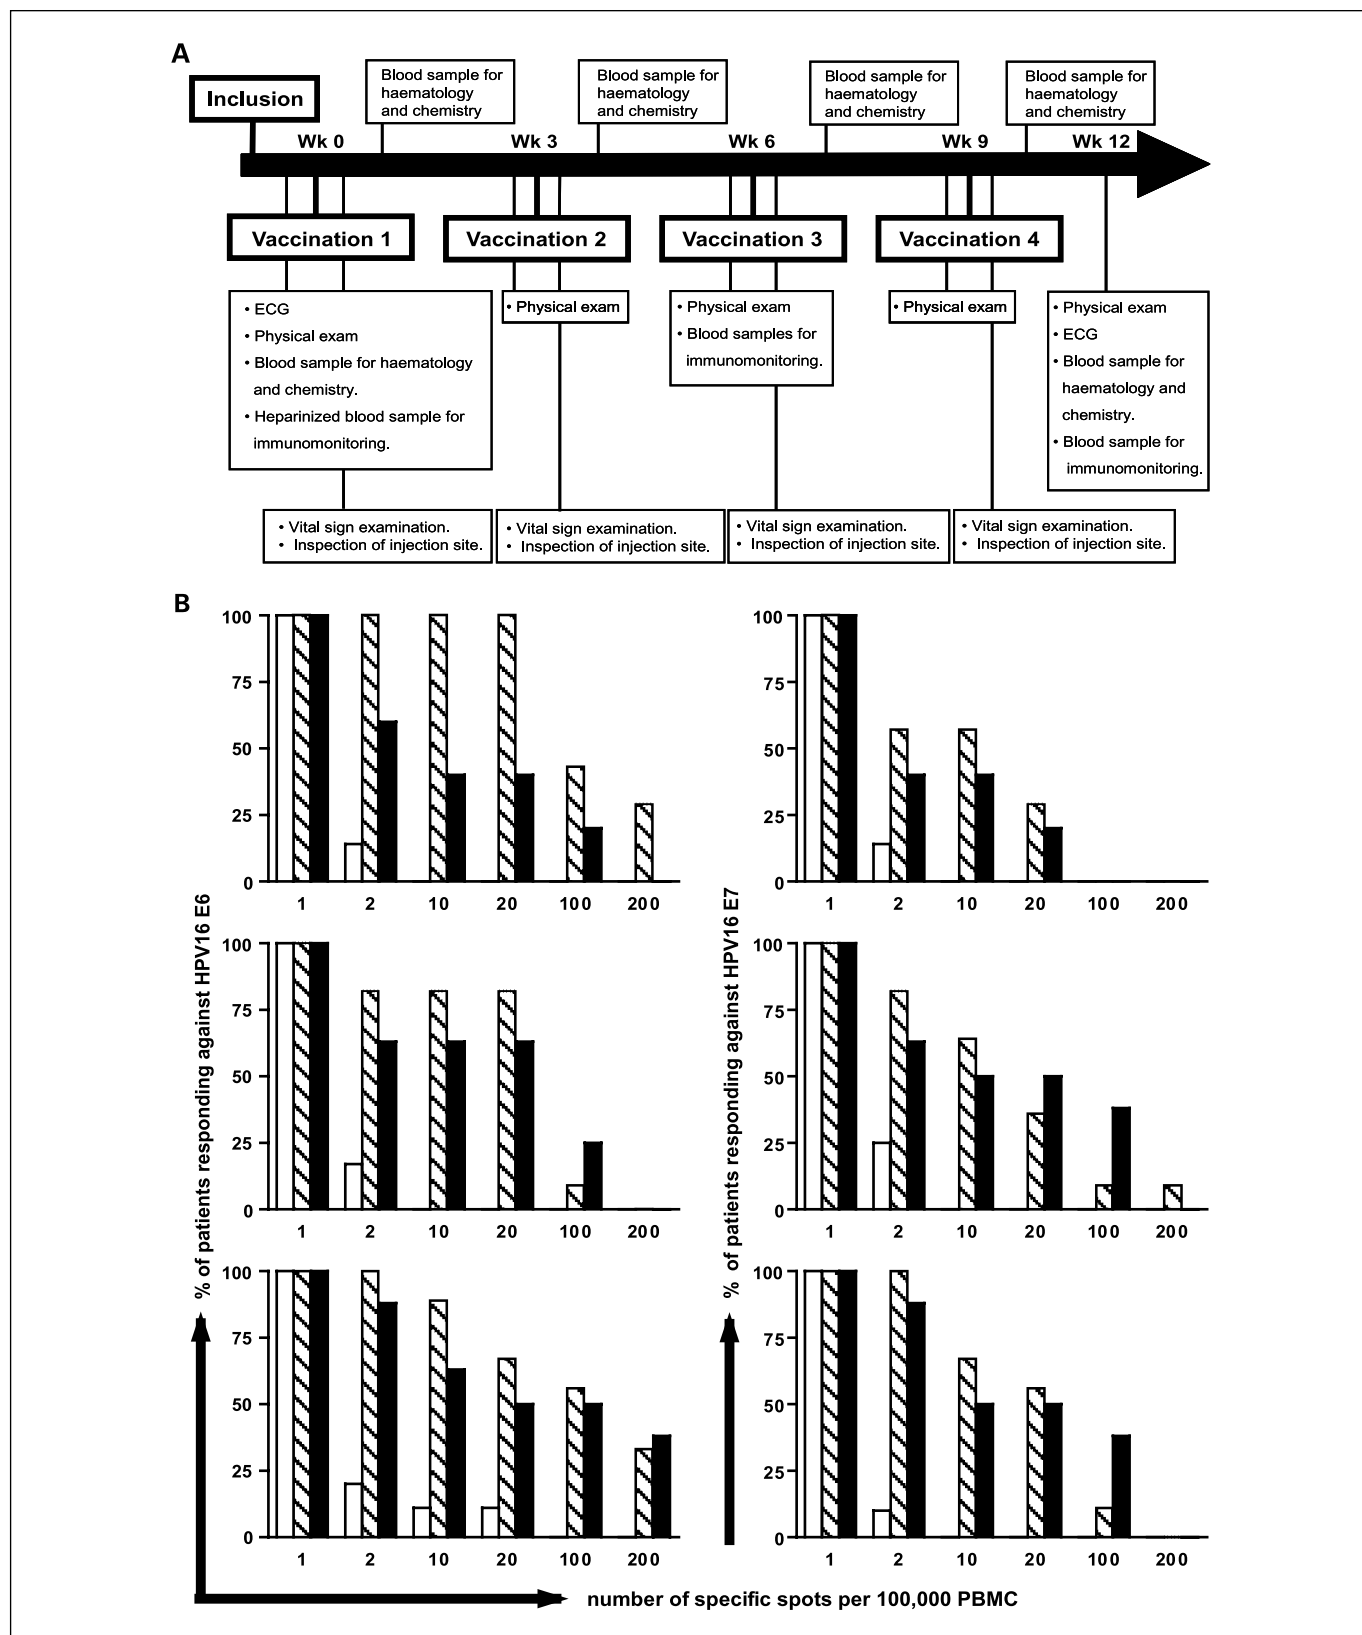 A
Inclusion
Blood sample for
haematology
and chemistry
Blood sample for
haematology
and chemistry
Blood sample for
haematology
and chemistry
Blood sample for
haematology
and chemistry
Wk 0
Wk 3
Wk 6
Wk 9
Wk 12
Vaccination 1
Vaccination 2
Vaccination 3
Vaccination 4
• ECG
• Physical exam
• Blood sample for haematology
and chemistry.
• Heparinized blood sample for
immunomonitoring.
• Physical exam
• Physical exam
• Blood samples for
immunomonitoring.
• Physical exam
• Physical exam
• ECG
• Blood sample for
haematology and
chemistry.
• Blood sample for
immunomonitoring.
• Vital sign examination.
• Inspection of injection site.
• Vital sign examination.
• Inspection of injection site.
• Vital sign examination.
• Inspection of injection site.
• Vital sign examination.
• Inspection of injection site.
B
100
75
50
25
0
1 2 10 20 100 200
100
75
50
25
0
1 2 10 20 100 200
100
75
50
25
0
1 2 10 20 100 200
100
75
50
25
0
1 2 10 20 100 200
100
75
50
25
0
1 2 10 20 100 200
100
75
50
25
0
1 2 10 20 100 200
% of patients responding against HPV16 E6
% of patients responding against HPV16 E7
number of specific spots per 100,000 PBMC